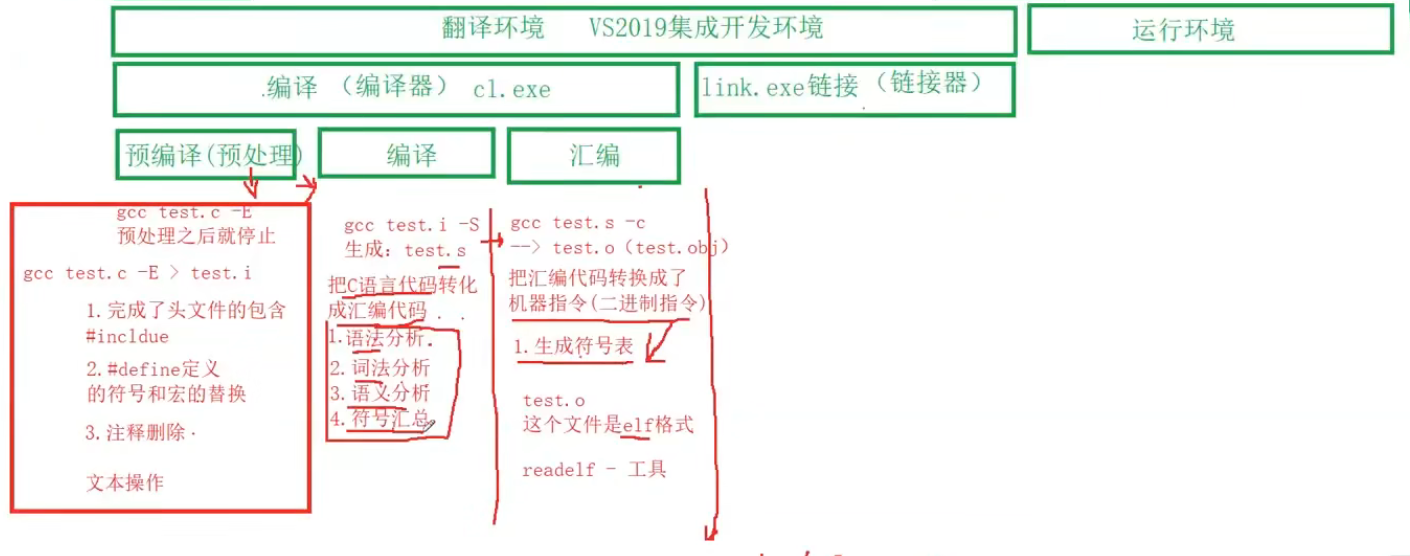 翻译环境 VS2019集成开发环境
运行环境
.编译 （编译器） cl.exe
link.exe链接（链接器）
预编译(预处理)
编译
汇编
gcc test.c -E
预处理之后就停止
gcc test.c -E > test.i
1.完成了头文件的包含
#incldue
2.#define定义
的符号和宏的替换
3.注释删除
文本操作
gcc test.i -S
生成：test.s
把C语言代码转化
成汇编代码
1.语法分析
2.词法分析
3.语义分析
4.符号汇总
gcc test.s -c
--> test.o（test.obj）
把汇编代码转换成了
机器指令(二进制指令)
1.生成符号表
test.o
这个文件是elf格式
readelf - 工具